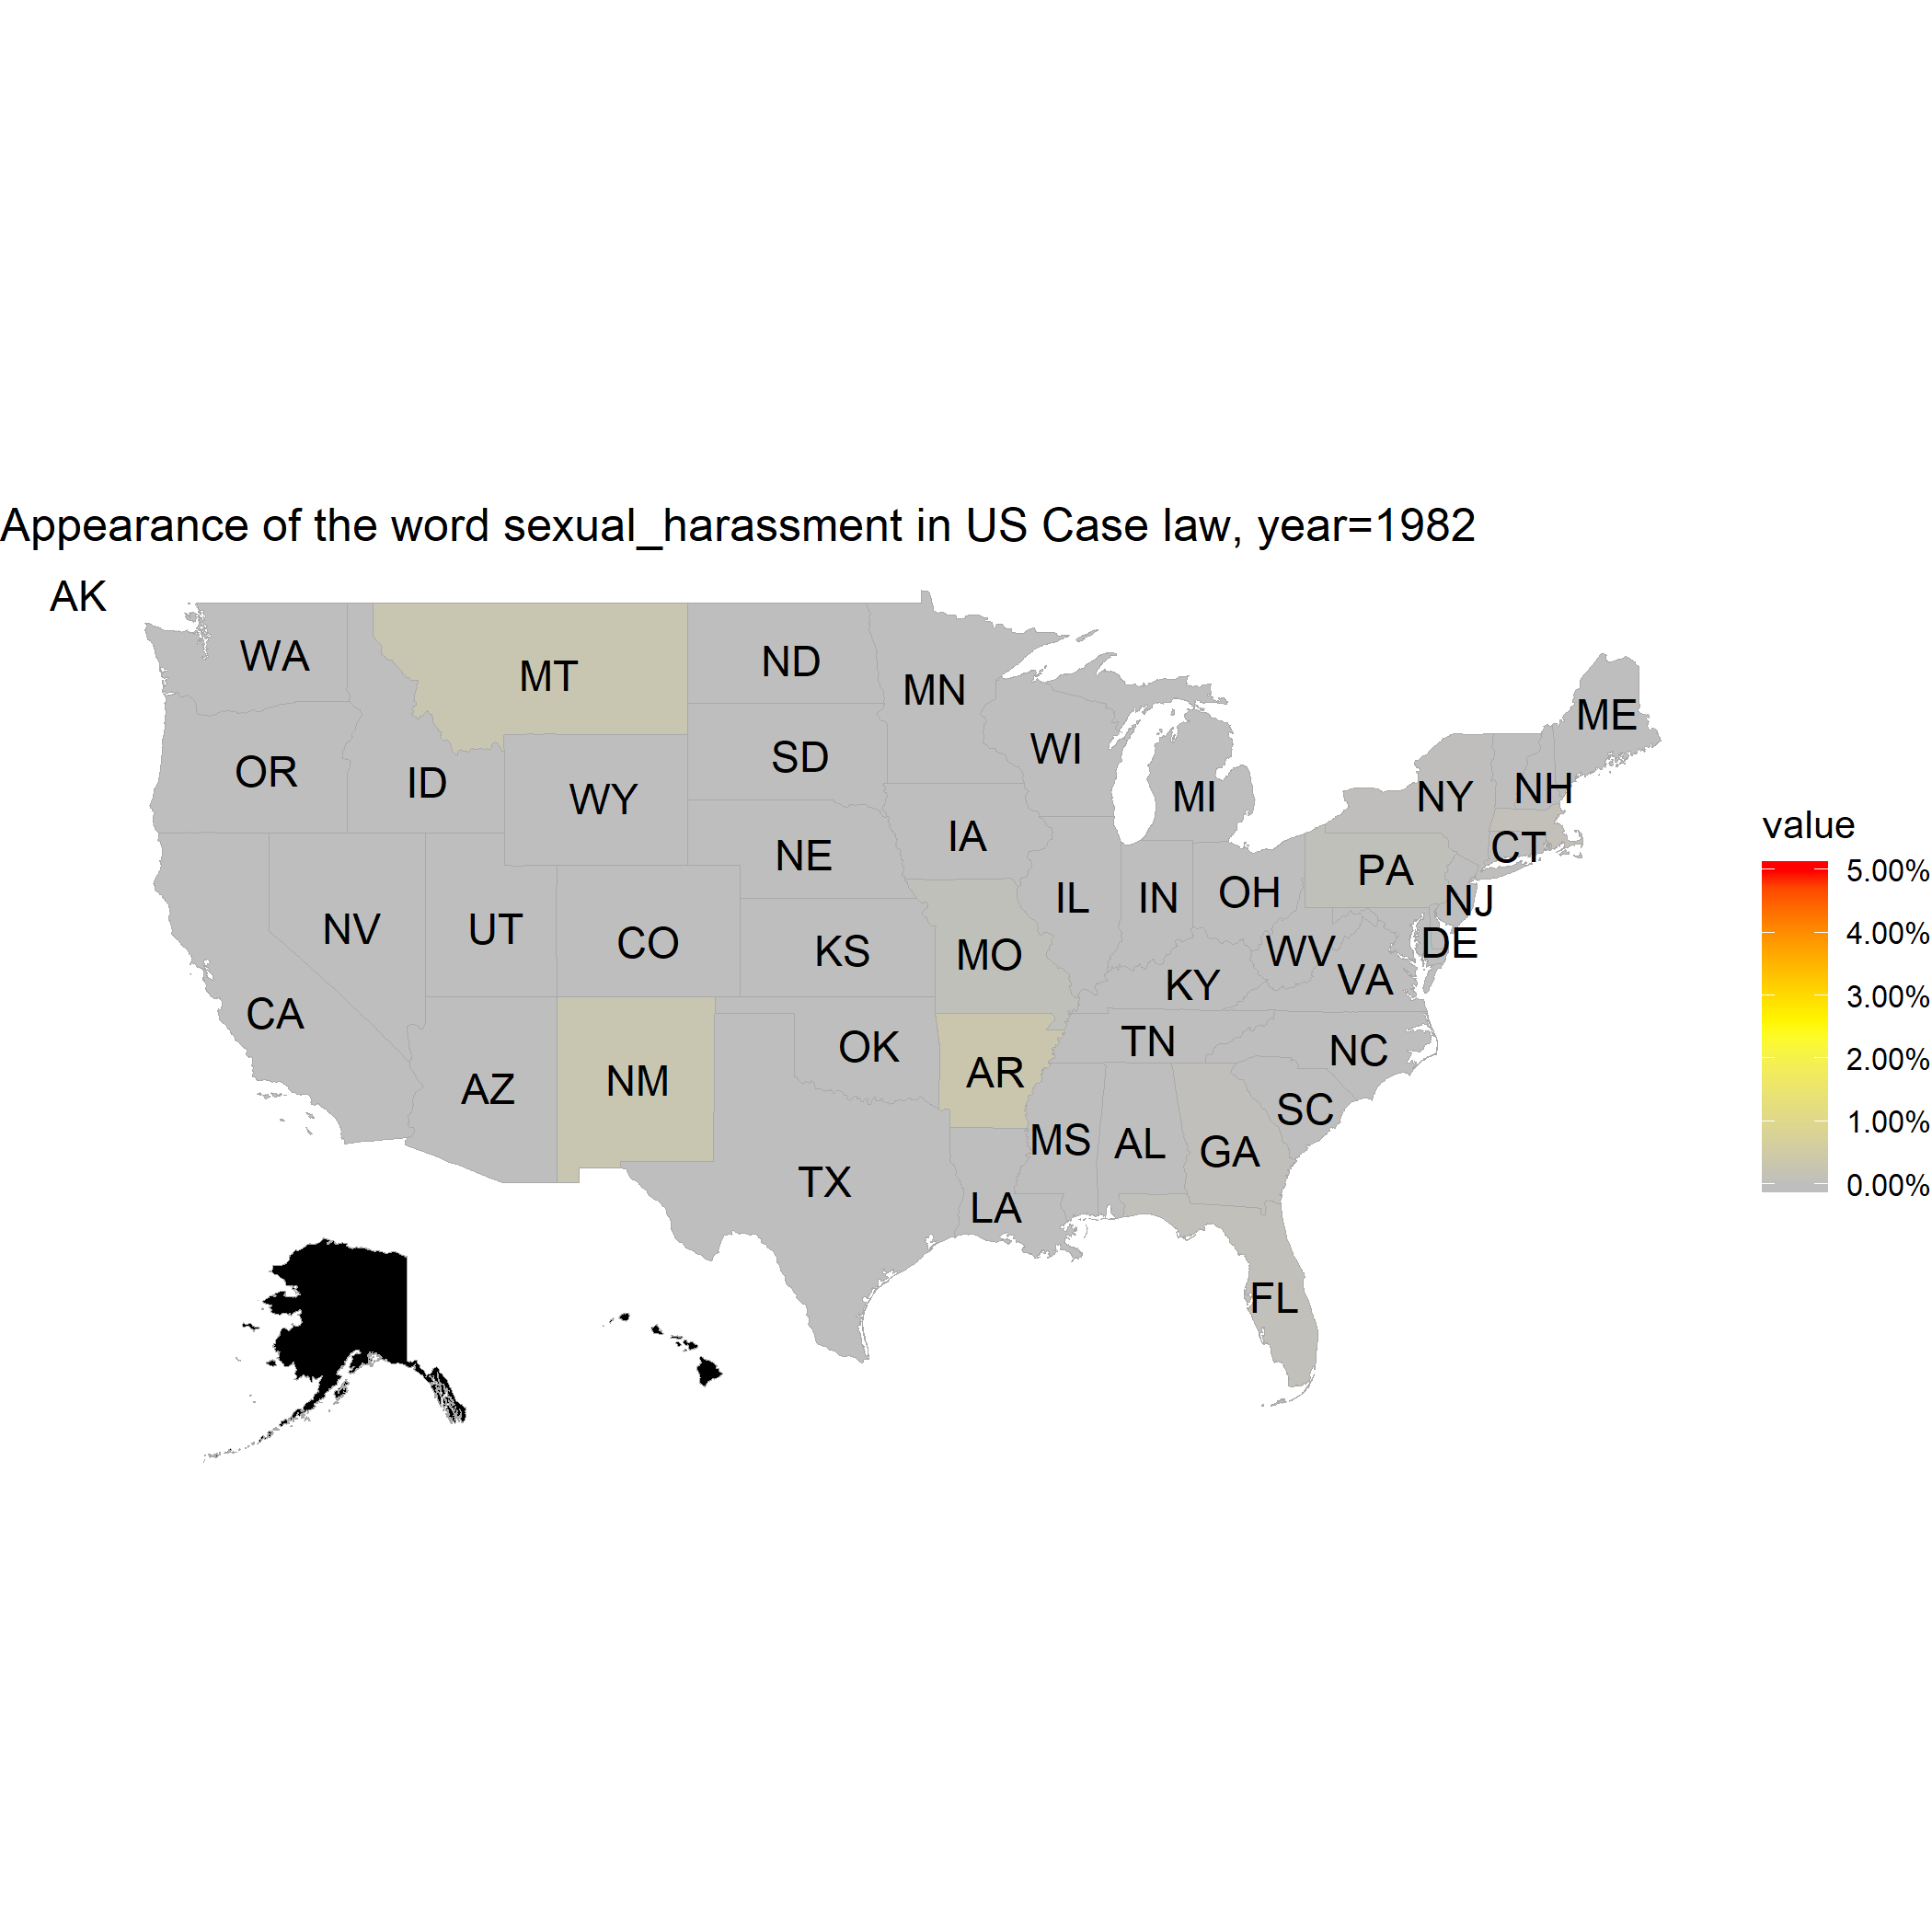 Appearance of the word sexual_harassment in US Case law, year=1982
AK
WA
MT
ND
MN
ME
OR
ID
WY
SD
WI
MI
NY
NH
NE
IA
CT
PA
NV
UT
CO
KS
MO
IL
IN
OH
NJ
WV
DE
VA
CA
KY
AZ
NM
OK
AR
TN
NC
SC
TX
LA
MS
AL
GA
FL
value
5.00%
4.00%
3.00%
2.00%
1.00%
0.00%